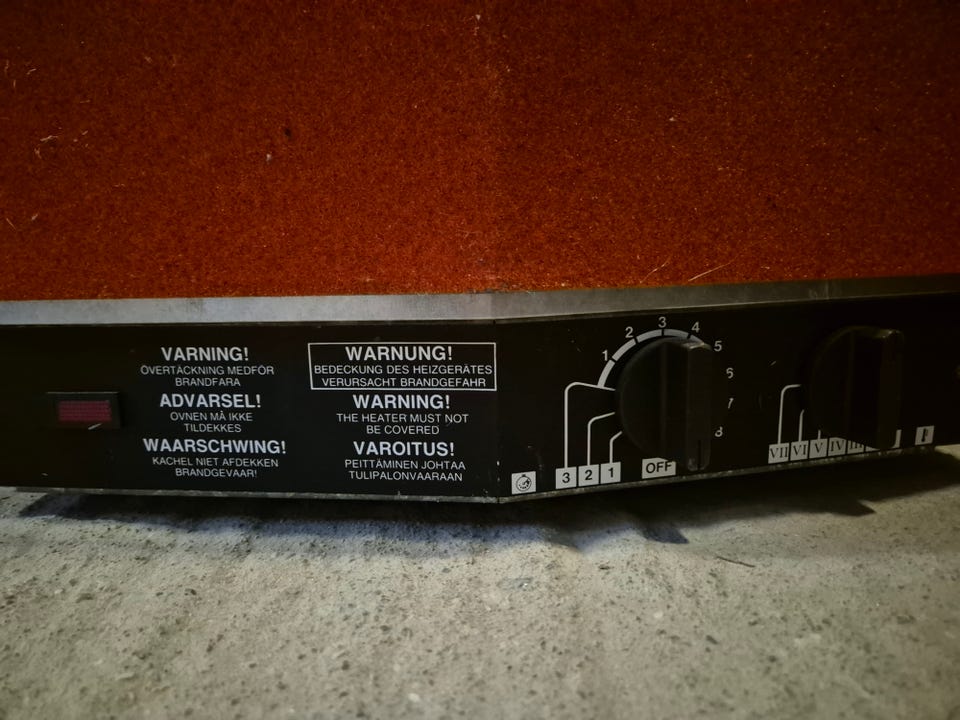 VARNING!
ÖVERTÄCKNING MEDFÖR
BRANDFARA
ADVARSEL!
OVNEN MÅ IKKE
TILDEKKES
WAARSCHWING!
KACHEL NIET AFDEKKEN
BRANDGEVAAR!
WARNUNG!
BEDECKUNG DES HEIZGERÄTES
VERURSACHT BRANDGEFAHR
WARNING!
THE HEATER MUST NOT
BE COVERED
VAROITUS!
PEITTÄMINEN JOHTAA
TULIPALONVAARAAN
1 2 3 4 5 6 7 8
3 2 1 OFF
VII VI V IV